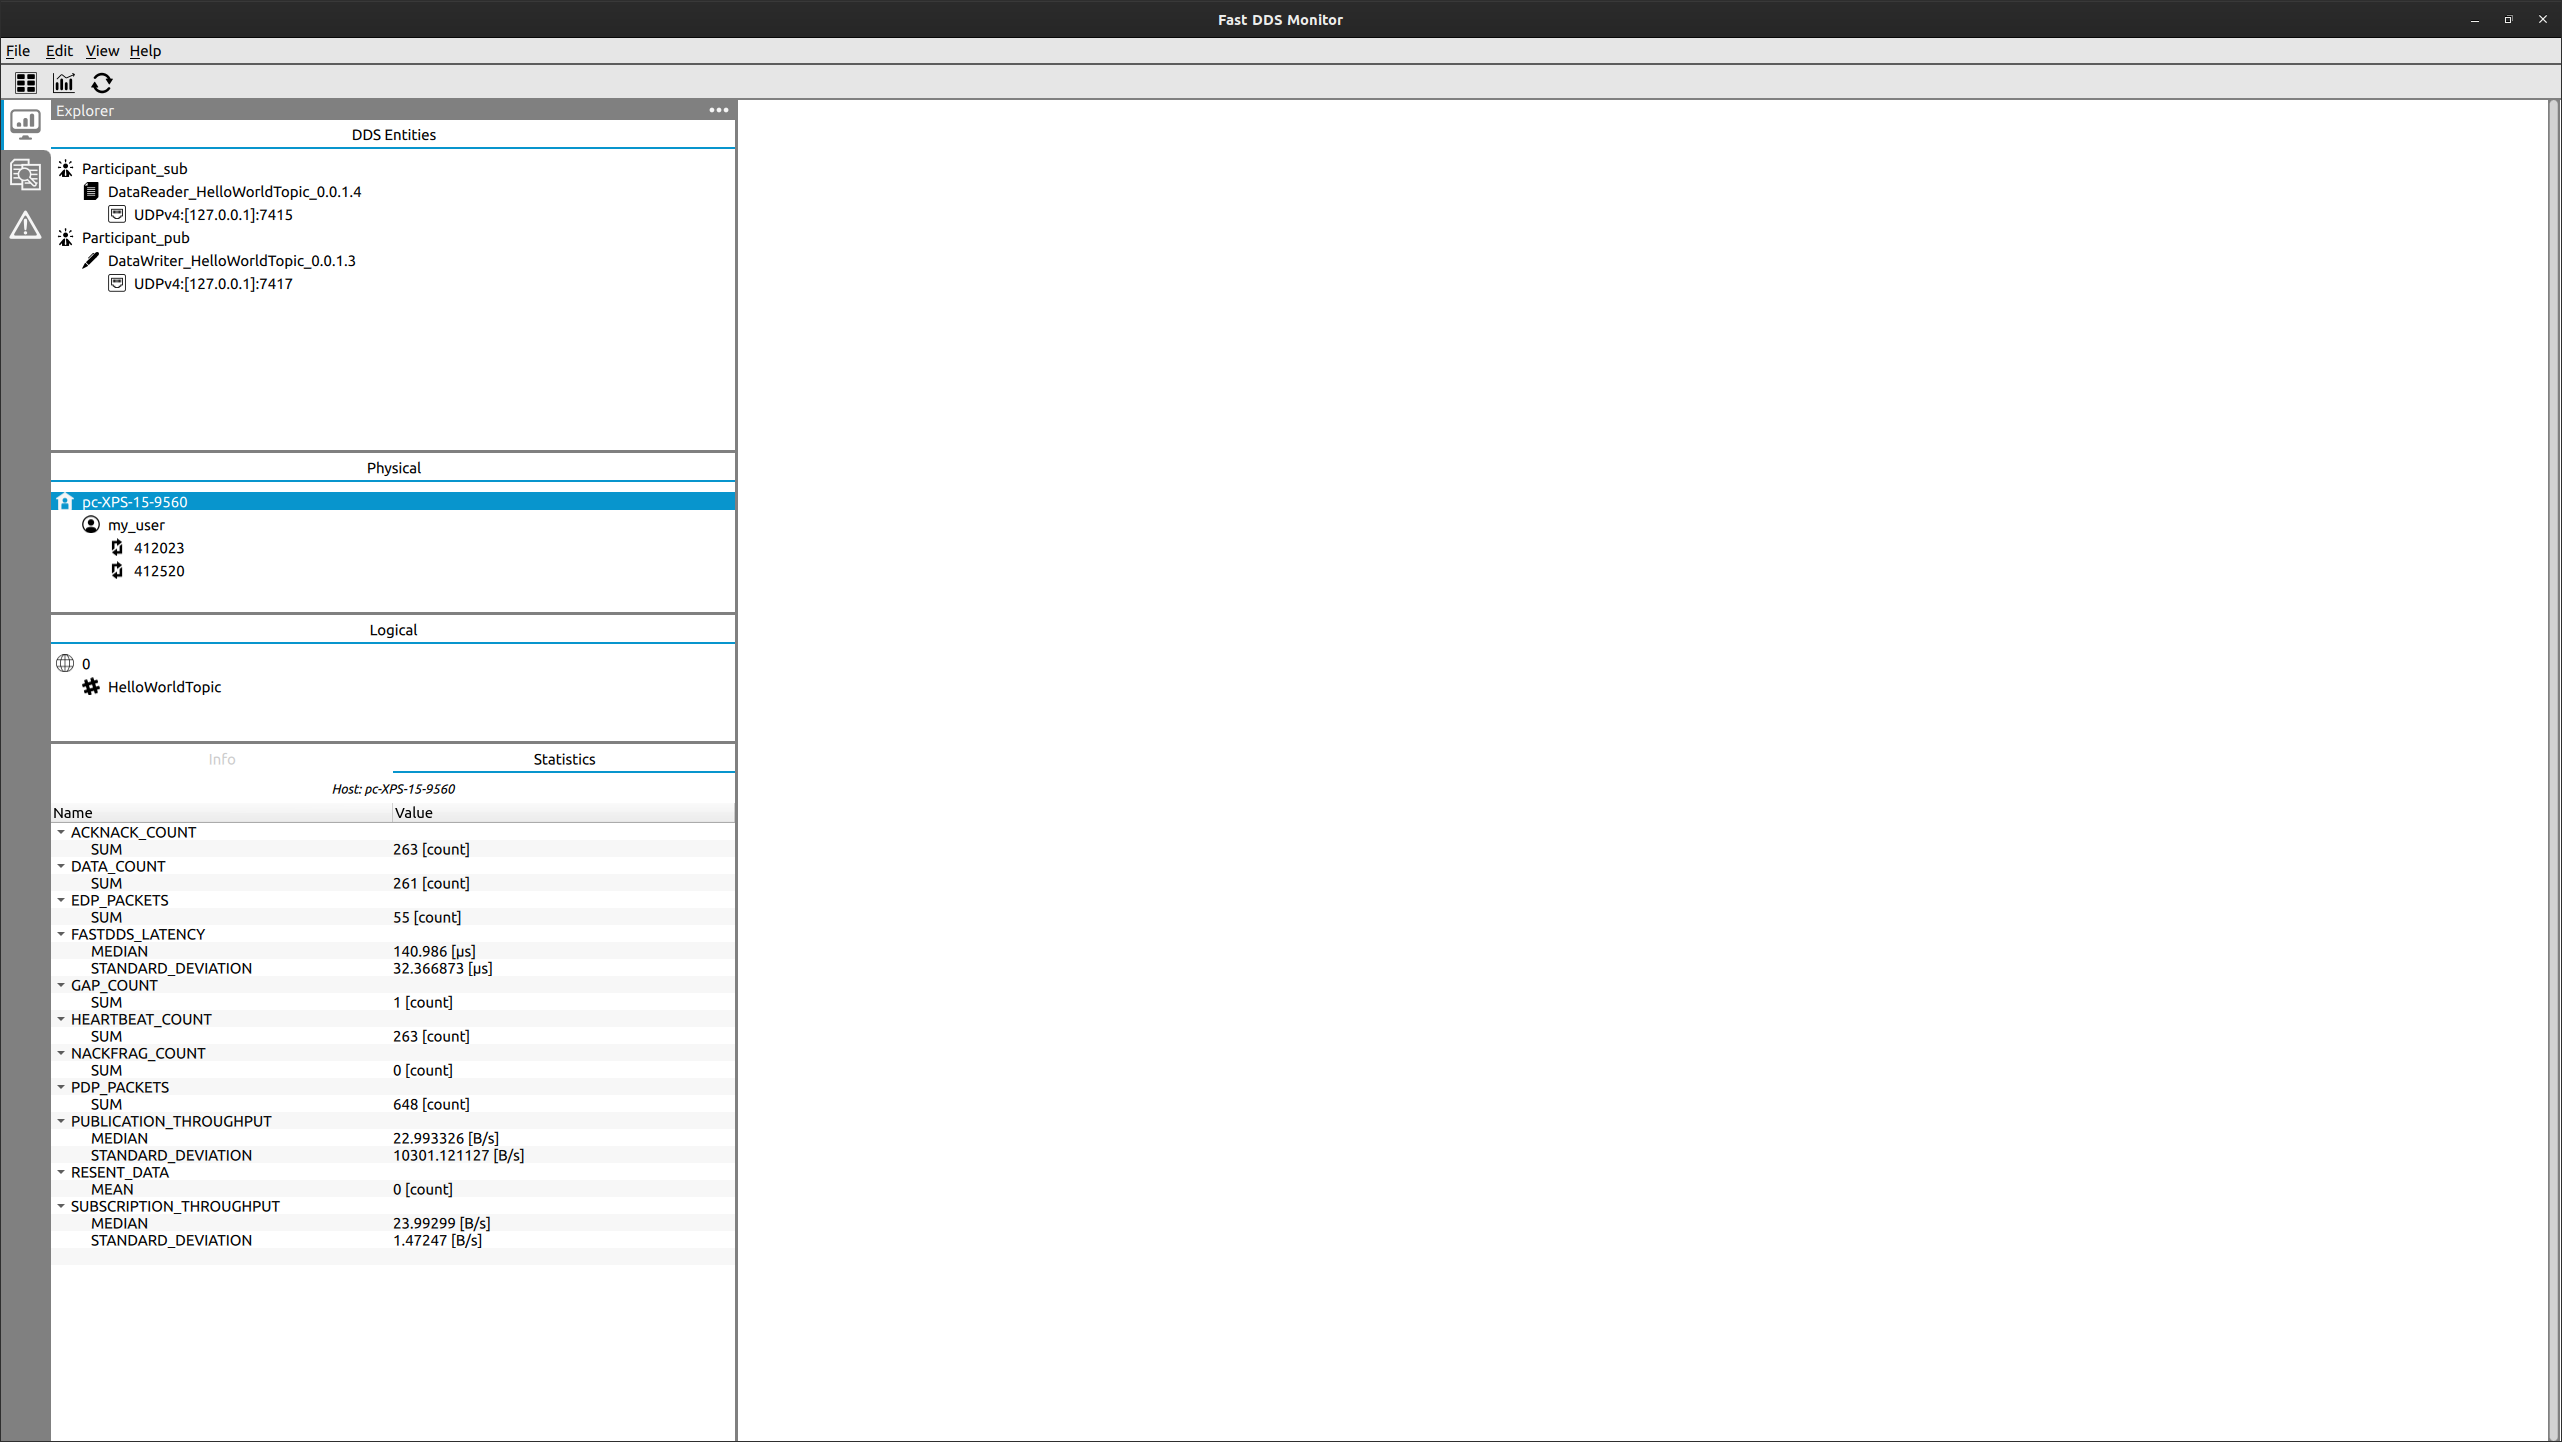 Fast DDS Monitor
File Edit View Help
Explorer
DDS Entities
Participant_sub
DataReader_HelloWorldTopic_0.0.1.4
UDPv4:[127.0.0.1]:7415
Participant_pub
DataWriter_HelloWorldTopic_0.0.1.3
UDPv4:[127.0.0.1]:7417
Physical
pc-XPS-15-9560
my_user
412023
412520
Logical
0
HelloWorldTopic
Info Statistics
Host: pc-XPS-15-9560
Name Value
ACKNACK_COUNT
SUM 263 [count]
DATA_COUNT
SUM 261 [count]
EDP_PACKETS
SUM 55 [count]
FASTDDS_LATENCY
MEDIAN 140.986 [µs]
STANDARD_DEVIATION 32.366873 [µs]
GAP_COUNT
SUM 1 [count]
HEARTBEAT_COUNT
SUM 263 [count]
NACKFRAG_COUNT
SUM 0 [count]
PDP_PACKETS
SUM 648 [count]
PUBLICATION_THROUGHPUT
MEDIAN 22.993326 [B/s]
STANDARD_DEVIATION 10301.121127 [B/s]
RESENT_DATA
MEAN 0 [count]
SUBSCRIPTION_THROUGHPUT
MEDIAN 23.99299 [B/s]
STANDARD_DEVIATION 1.47247 [B/s]